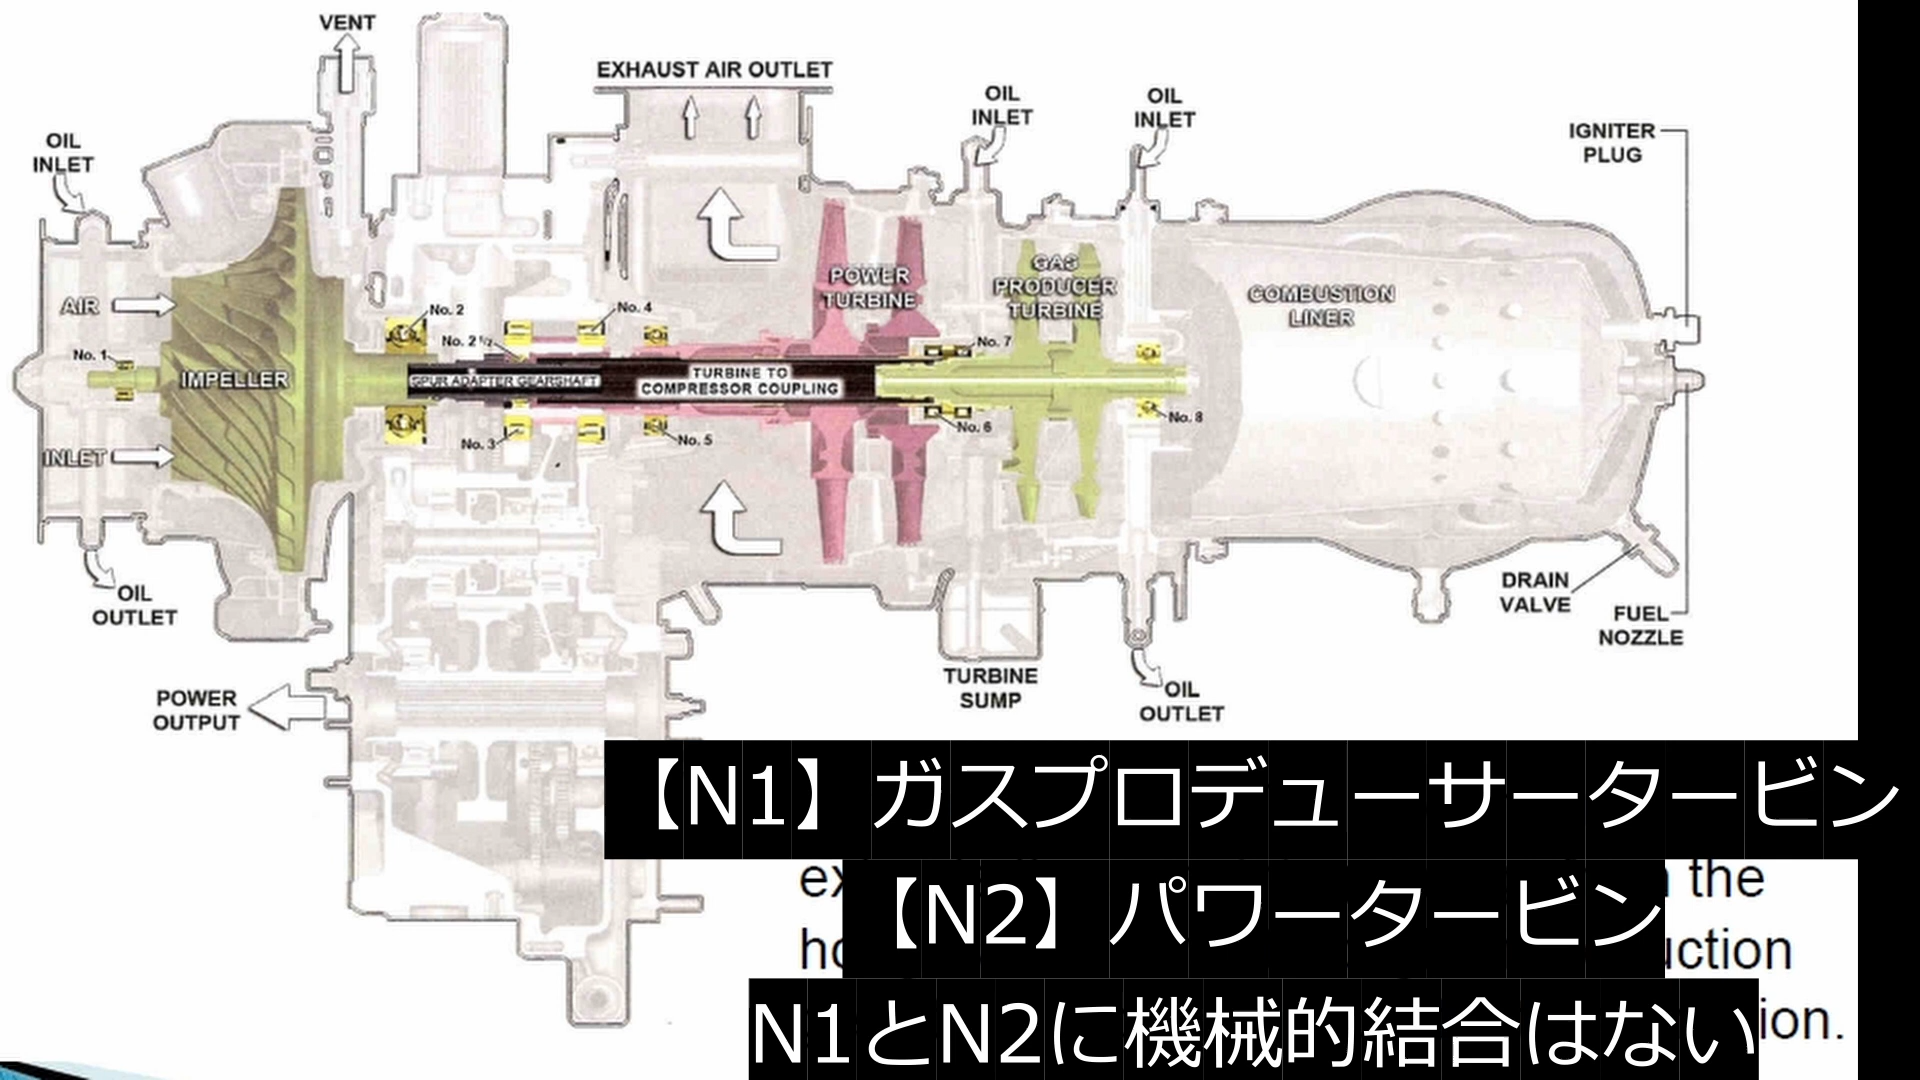 VENT
EXHAUST AIR OUTLET
OIL
INLET
OIL
INLET
OIL
INLET
IGNITER
PLUG
AIR
No. 1
IMPELLER
INLET
No. 2
No. 2 1/2
No. 4
No. 3
No. 5
SPUR ADAPTER GEARSHAFT
TURBINE TO
COMPRESSOR COUPLING
POWER
TURBINE
GAS
PRODUCER
TURBINE
No. 7
No. 6
No. 8
COMBUSTION
LINER
OIL
OUTLET
DRAIN
VALVE
FUEL
NOZZLE
POWER
OUTPUT
TURBINE
SUMP
OIL
OUTLET
【N1】ガスプロデューサータービン
the
【N2】パワータービン
N1とN2に機械的結合はない